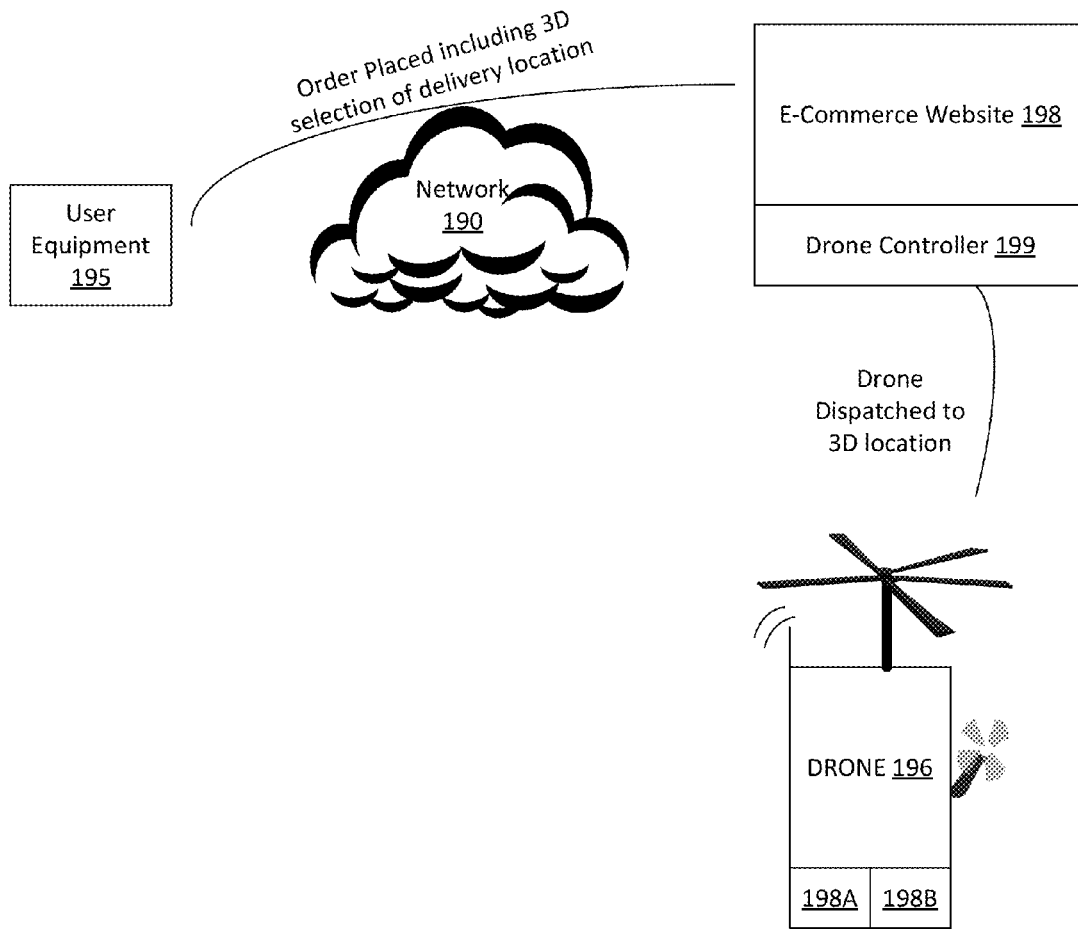 Order Placed including 3D
selection of delivery location
E-Commerce Website 198
User
Equipment
195
Network
190
Drone Controller 199
Drone
Dispatched to
3D location
DRONE 196
198A 198B